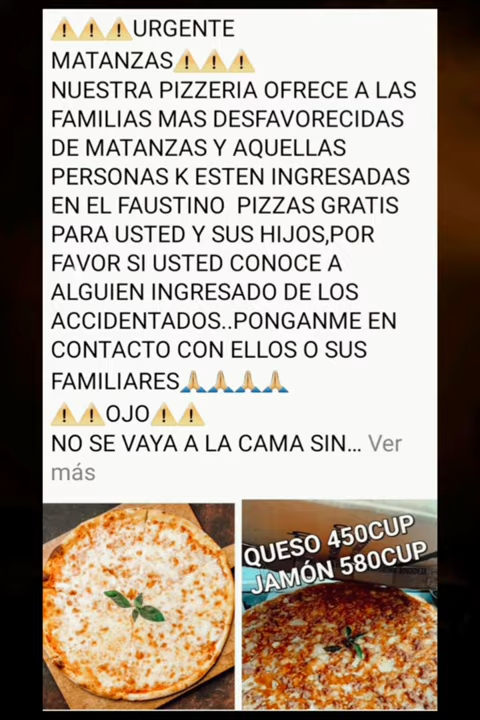 ⚠️⚠️⚠️URGENTE
MATANZAS⚠️⚠️⚠️
NUESTRA PIZZERIA OFRECE A LAS
FAMILIAS MAS DESFAVORECIDAS
DE MATANZAS Y AQUELLAS
PERSONAS K ESTEN INGRESADAS
EN EL FAUSTINO PIZZAS GRATIS
PARA USTED Y SUS HIJOS,POR
FAVOR SI USTED CONOCE A
ALGUIEN INGRESADO DE LOS
ACCIDENTADOS..PONGANME EN
CONTACTO CON ELLOS O SUS
FAMILIARES🙏🙏🙏🙏
⚠️⚠️OJO⚠️⚠️
NO SE VAYA A LA CAMA SIN... Ver
más
QUESO 450CUP
JAMÓN 580CUP